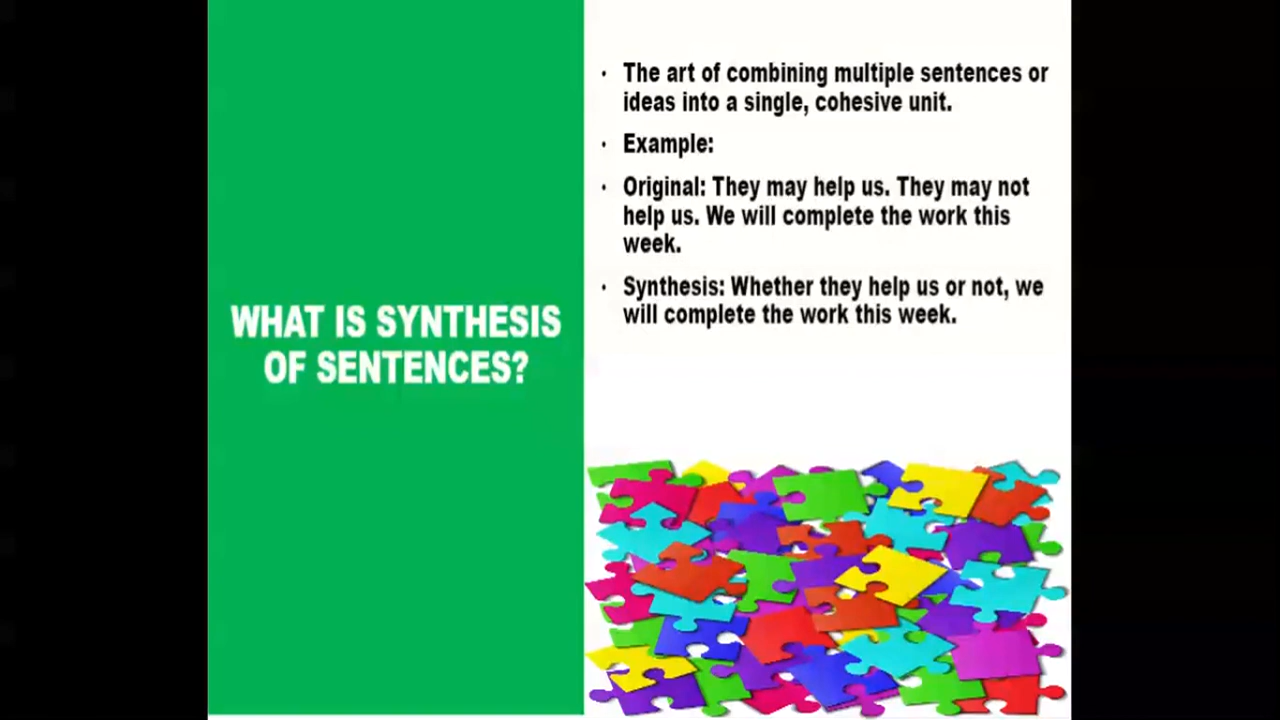 WHAT IS SYNTHESIS
OF SENTENCES?
• The art of combining multiple sentences or
ideas into a single, cohesive unit.
• Example:
• Original: They may help us. They may not
help us. We will complete the work this
week.
• Synthesis: Whether they help us or not, we
will complete the work this week.